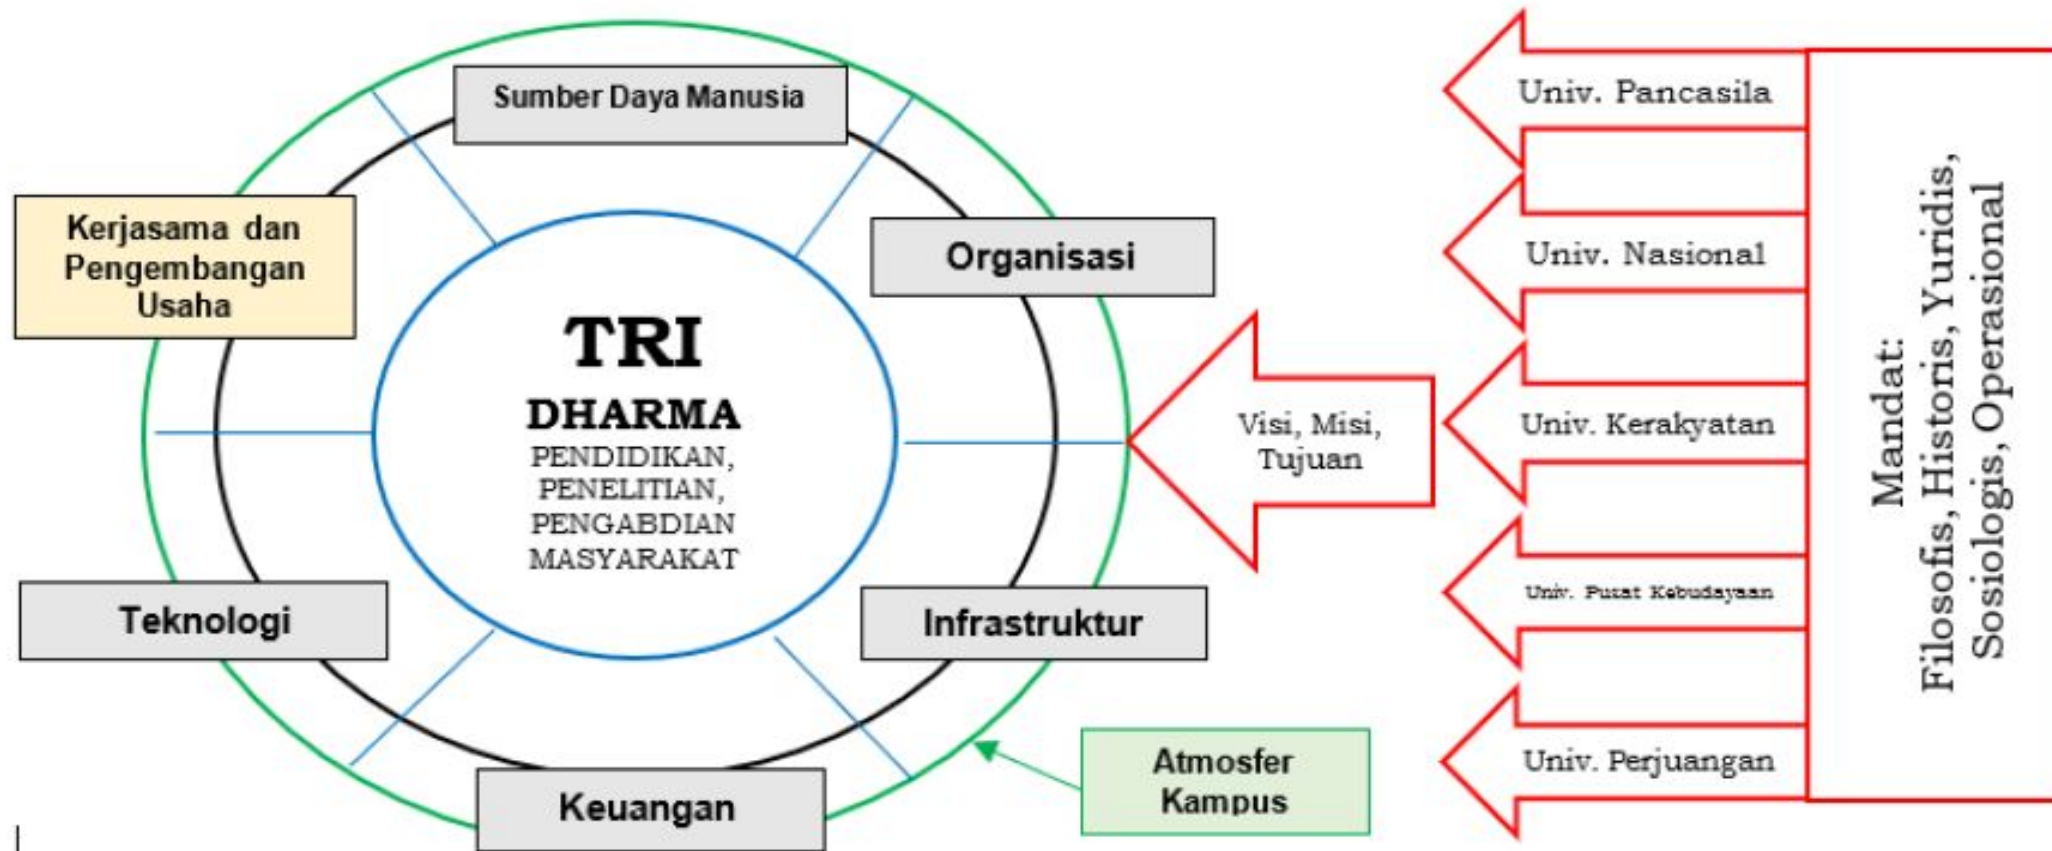 Sumber Daya Manusia
Kerjasama dan
Pengembangan
Usaha
Organisasi
TRI
DHARMA
PENDIDIKAN,
PENELITIAN,
PENGABDIAN
MASYARAKAT
Teknologi
Infrastruktur
Keuangan
Atmosfer
Kampus
Visi, Misi,
Tujuan
Univ. Pancasila
Univ. Nasional
Univ. Kerakyatan
Univ. Pusat Kebudayaan
Univ. Perjuangan
Mandat:
Filosofis, Historis, Yuridis,
Sosiologis, Operasional